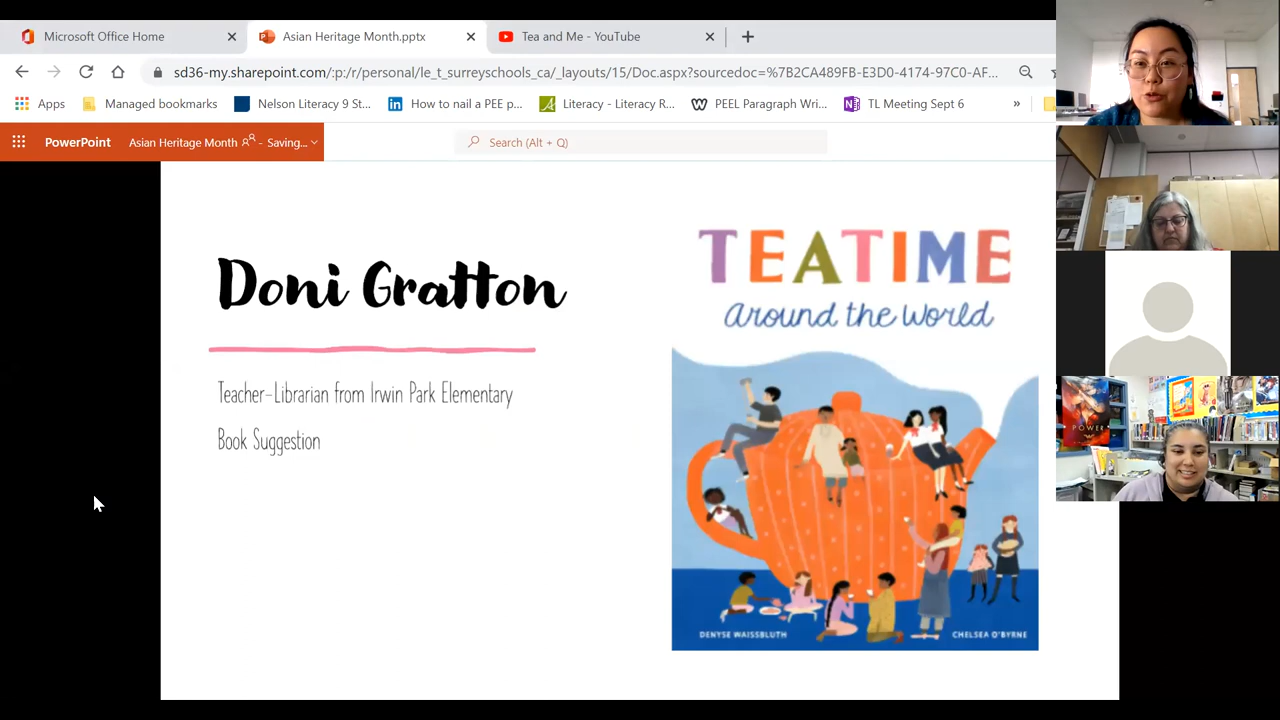 Microsoft Office Home
Asian Heritage Month.pptx
Tea and Me - YouTube
sd36-my.sharepoint.com/:p:/r/personal/le_t_surreyschools_ca/_layouts/15/Doc.aspx?sourcedoc=%7B2CA489FB-E3D0-4174-97C0-AF...
Apps
Managed bookmarks
Nelson Literacy 9 St...
How to nail a PEE p...
Literacy - Literacy R...
PEEL Paragraph Wri...
TL Meeting Sept 6
»
PowerPoint
Asian Heritage Month - Saving...
Search (Alt + Q)
Doni Gratton
Teacher-Librarian from Irwin Park Elementary
Book Suggestion
TEATIME
Around the World
DENYSE WAISSBLUTH
CHELSEA O'BYRNE
POWER